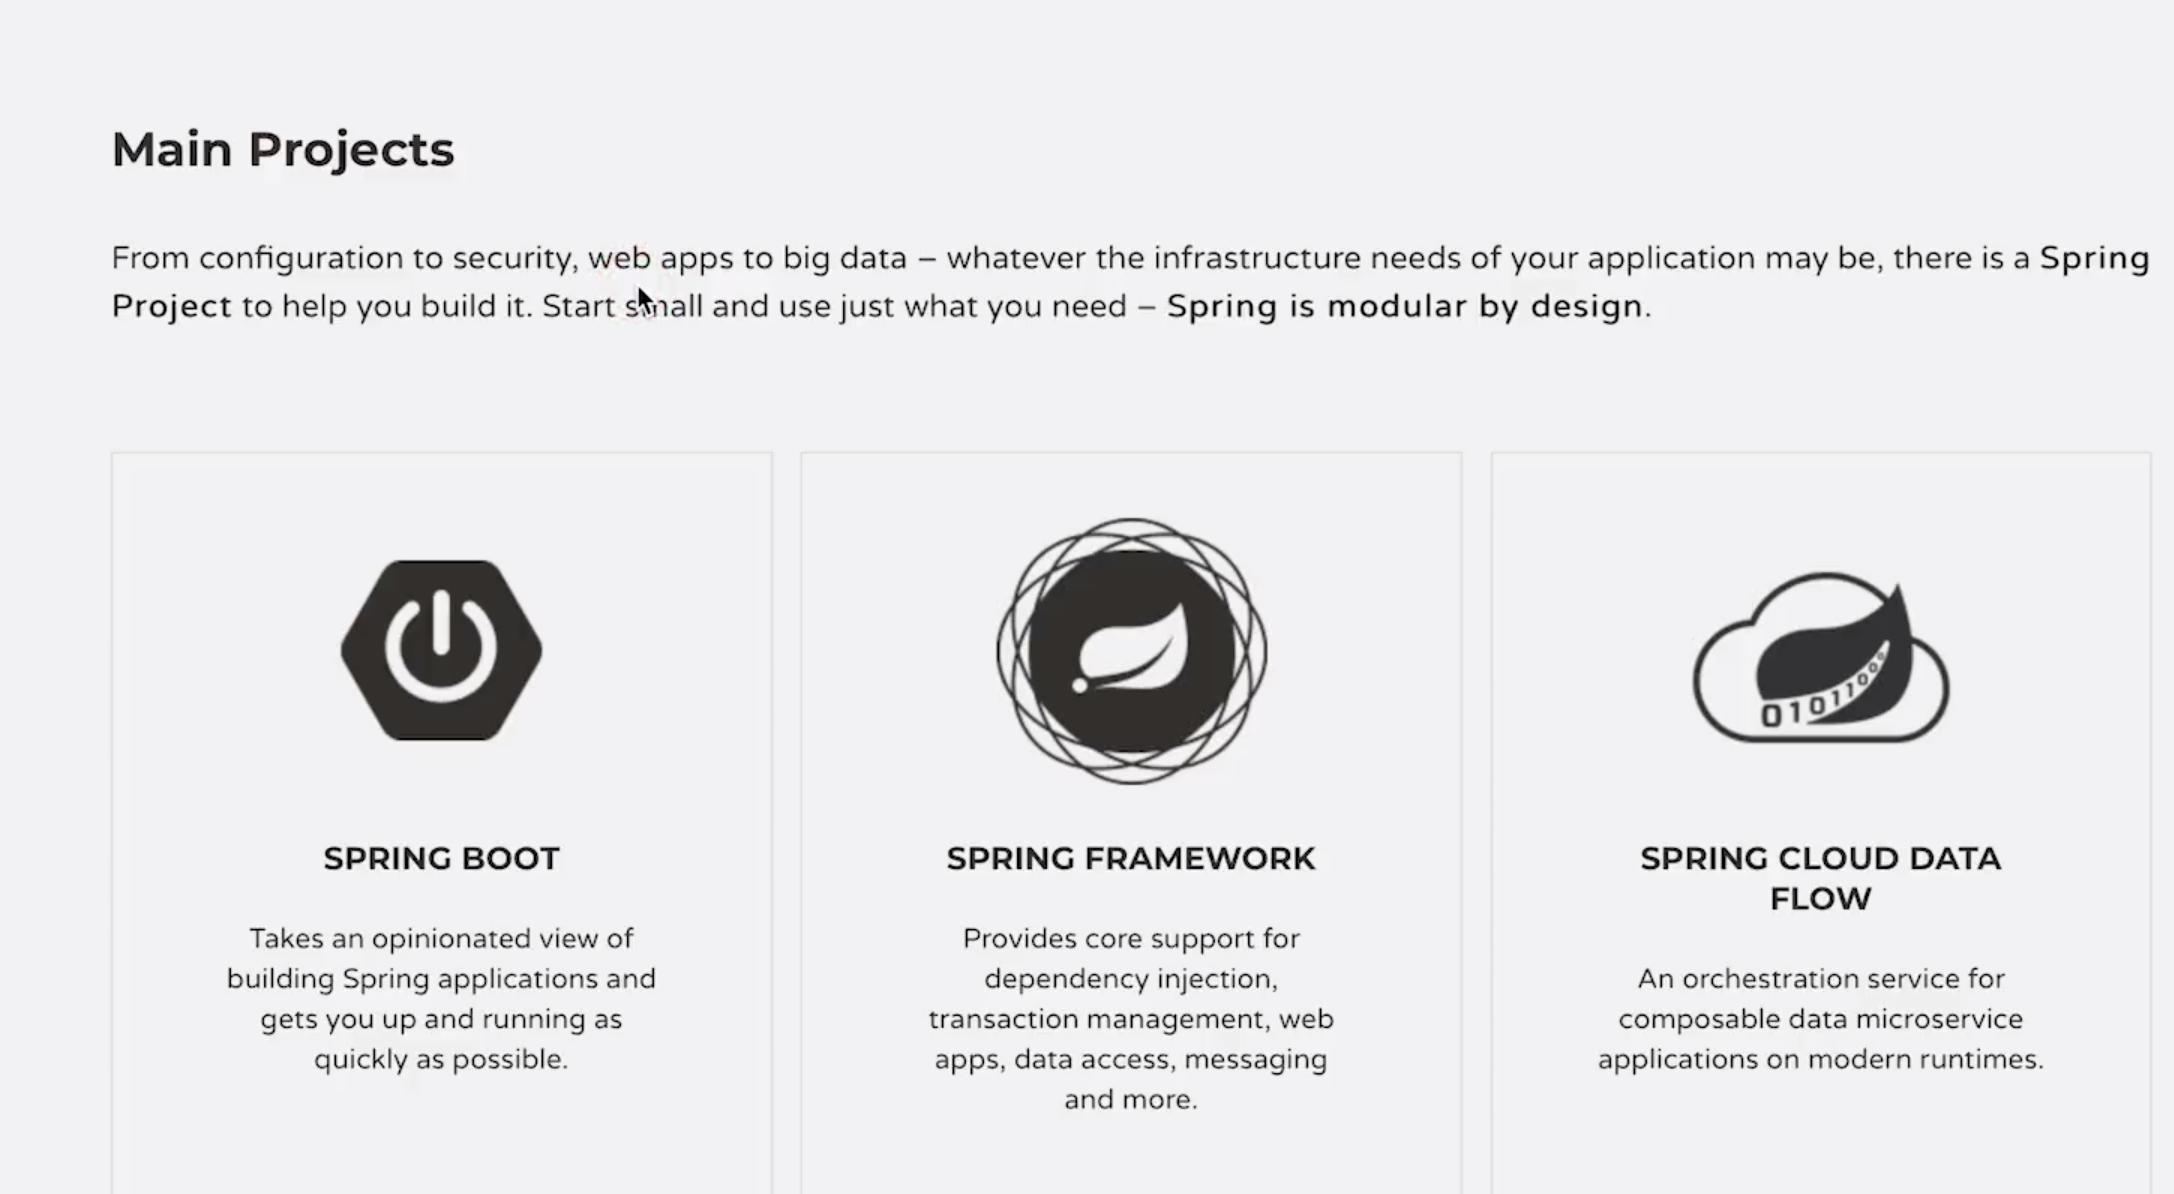 Main Projects
From configuration to security, web apps to big data – whatever the infrastructure needs of your application may be, there is a Spring
Project to help you build it. Start small and use just what you need – Spring is modular by design.
SPRING BOOT
Takes an opinionated view of
building Spring applications and
gets you up and running as
quickly as possible.
SPRING FRAMEWORK
Provides core support for
dependency injection,
transaction management, web
apps, data access, messaging
and more.
01011000
SPRING CLOUD DATA
FLOW
An orchestration service for
composable data microservice
applications on modern runtimes.